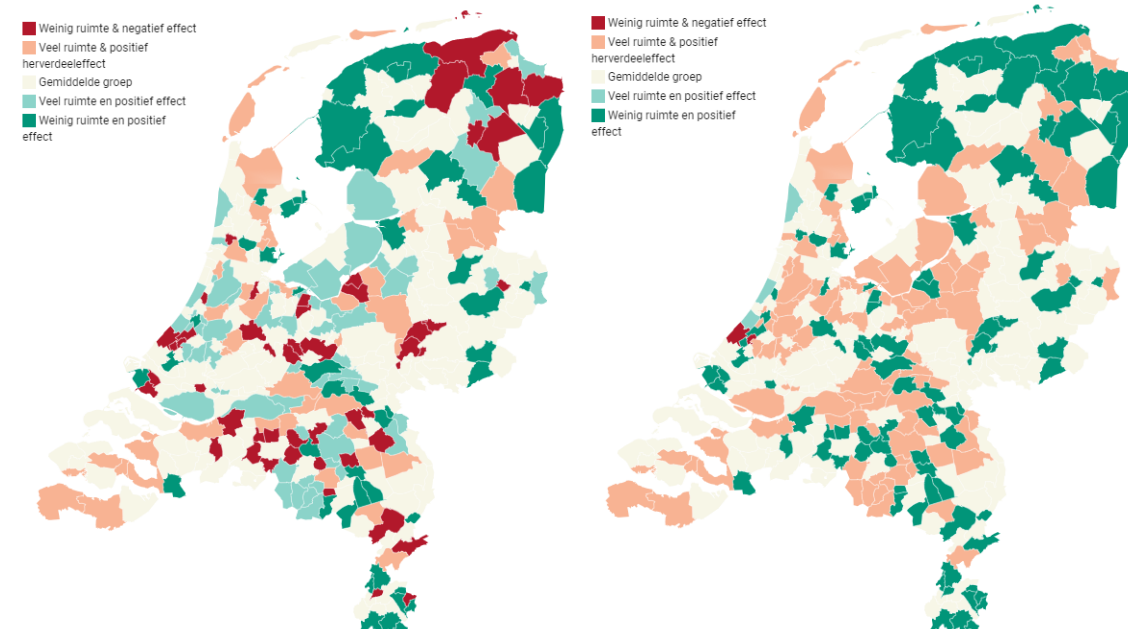 Weinig ruimte & negatief effect
Veel ruimte & positief
herverdeeleffect
Gemiddelde groep
Veel ruimte en positief effect
Weinig ruimte en positief
effect
Weinig ruimte & negatief effect
Veel ruimte & positief
herverdeeleffect
Gemiddelde groep
Veel ruimte en positief effect
Weinig ruimte en positief
effect